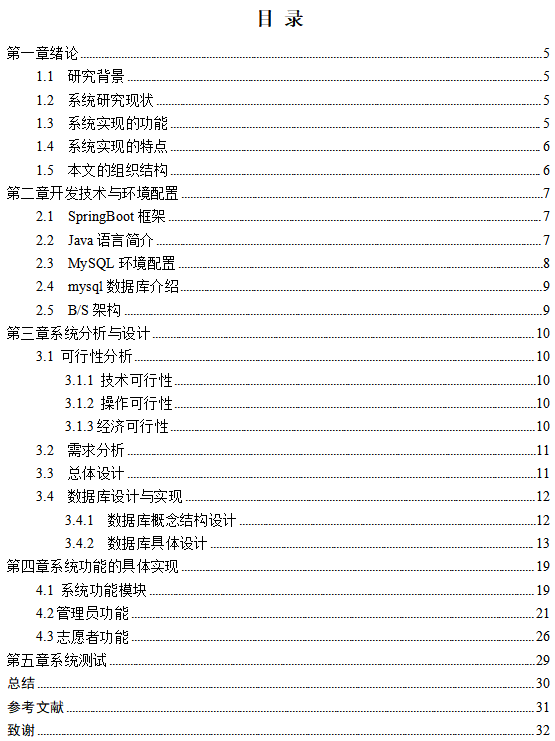 目 录
第一章绪论 5
1.1 研究背景 5
1.2 系统研究现状 5
1.3 系统实现的功能 5
1.4 系统实现的特点 6
1.5 本文的组织结构 6
第二章开发技术与环境配置 7
2.1 SpringBoot 框架 7
2.2 Java 语言简介 7
2.3 MySQL 环境配置 8
2.4 mysql 数据库介绍 9
2.5 B/S 架构 9
第三章系统分析与设计 10
3.1 可行性分析 10
3.1.1 技术可行性 10
3.1.2 操作可行性 10
3.1.3 经济可行性 10
3.2 需求分析 11
3.3 总体设计 11
3.4 数据库设计与实现 12
3.4.1 数据库概念结构设计 12
3.4.2 数据库具体设计 13
第四章系统功能的具体实现 19
4.1 系统功能模块 19
4.2 管理员功能 21
4.3 志愿者功能 26
第五章系统测试 29
总结 30
参考文献 31
致谢 32